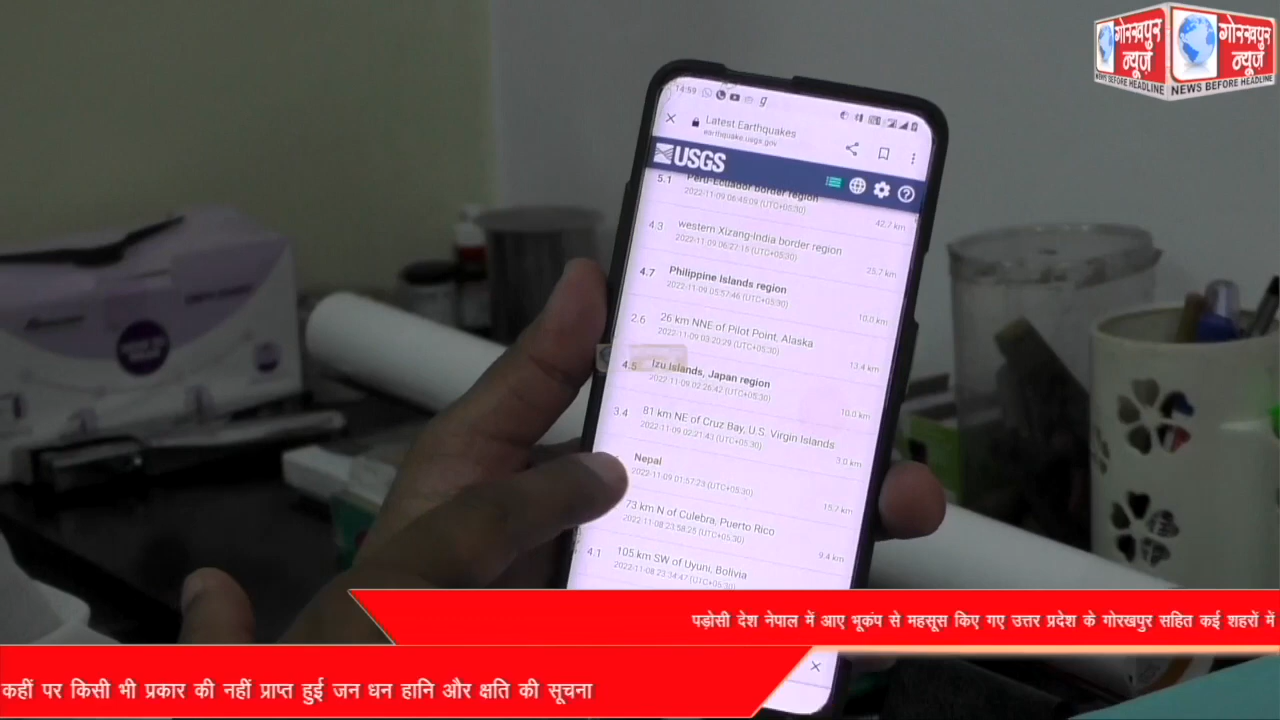 गोरखपुर
न्यूज़
NEWS BEFORE HEADLINE
गोरखपुर
न्यूज़
NEWS BEFORE HEADLINE
14:59
Latest Earthquakes
earthquake.usgs.gov
USGS
5.1 Peru-Ecuador border region
2022-11-09 06:45:09 (UTC+05:30) 42.7 km
4.3 western Xizang-India border region
2022-11-09 06:27:15 (UTC+05:30) 25.7 km
4.7 Philippine Islands region
2022-11-09 05:57:46 (UTC+05:30) 10.0 km
2.6 26 km NNE of Pilot Point, Alaska
2022-11-09 03:20:29 (UTC+05:30) 13.4 km
4.5 Izu Islands, Japan region
2022-11-09 02:26:42 (UTC+05:30) 10.0 km
3.4 81 km NE of Cruz Bay, U.S. Virgin Islands
2022-11-09 02:21:43 (UTC+05:30) 3.0 km
Nepal
2022-11-09 01:57:23 (UTC+05:30) 15.7 km
73 km N of Culebra, Puerto Rico
2022-11-08 23:58:25 (UTC+05:30) 9.4 km
4.1 105 km SW of Uyuni, Bolivia
2022-11-08 23:34:47 (UTC+05:30)
पड़ोसी देश नेपाल में आए भूकंप से महसूस किए गए उत्तर प्रदेश के गोरखपुर सहित कई शहरों में
कहीं पर किसी भी प्रकार की नहीं प्राप्त हुई जन धन हानि और क्षति की सूचना